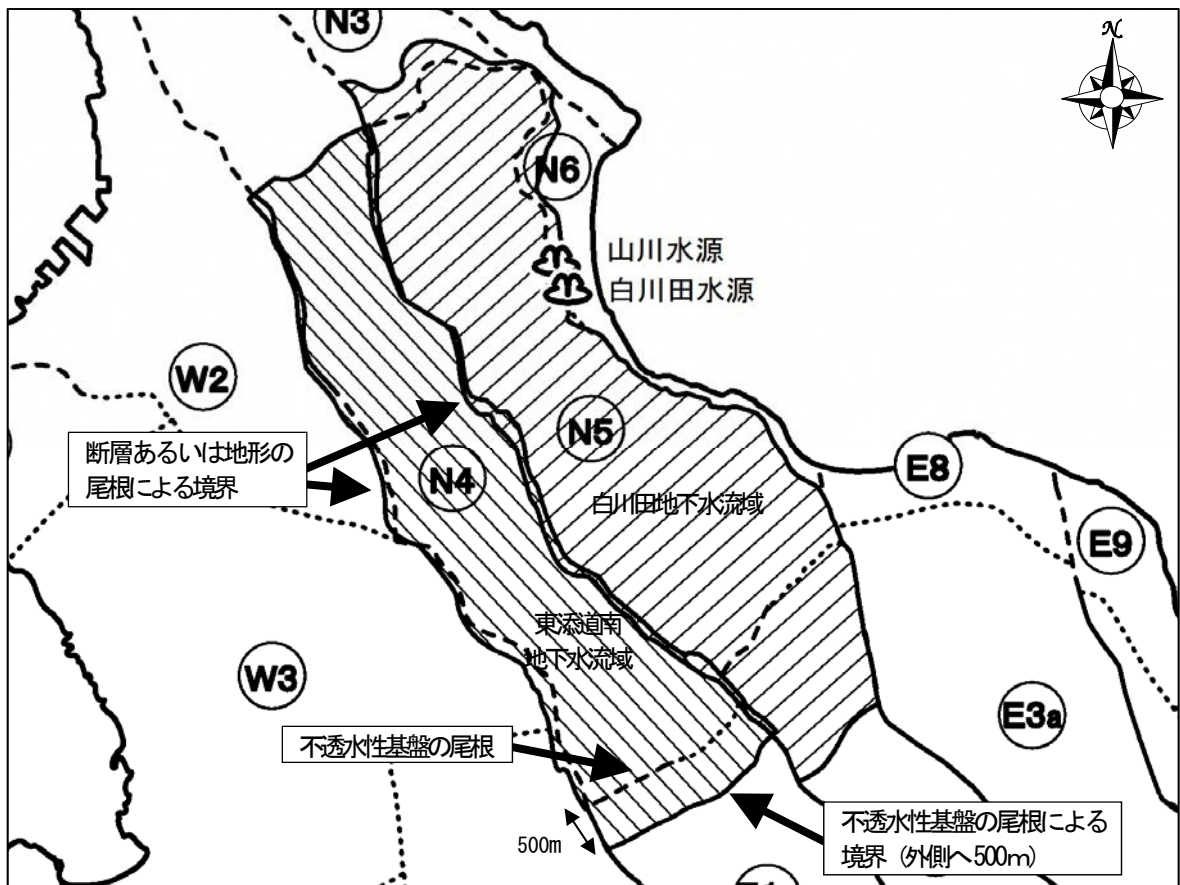 N3
N
N6
山川水源
白川田水源
W2
断層あるいは地形の
尾根による境界
N5
N4
E8
白川田地下水流域
E9
東添道南
地下水流域
W3
E3a
不透水性基盤の尾根
500m
不透水性基盤の尾根による
境界（外側へ500m）